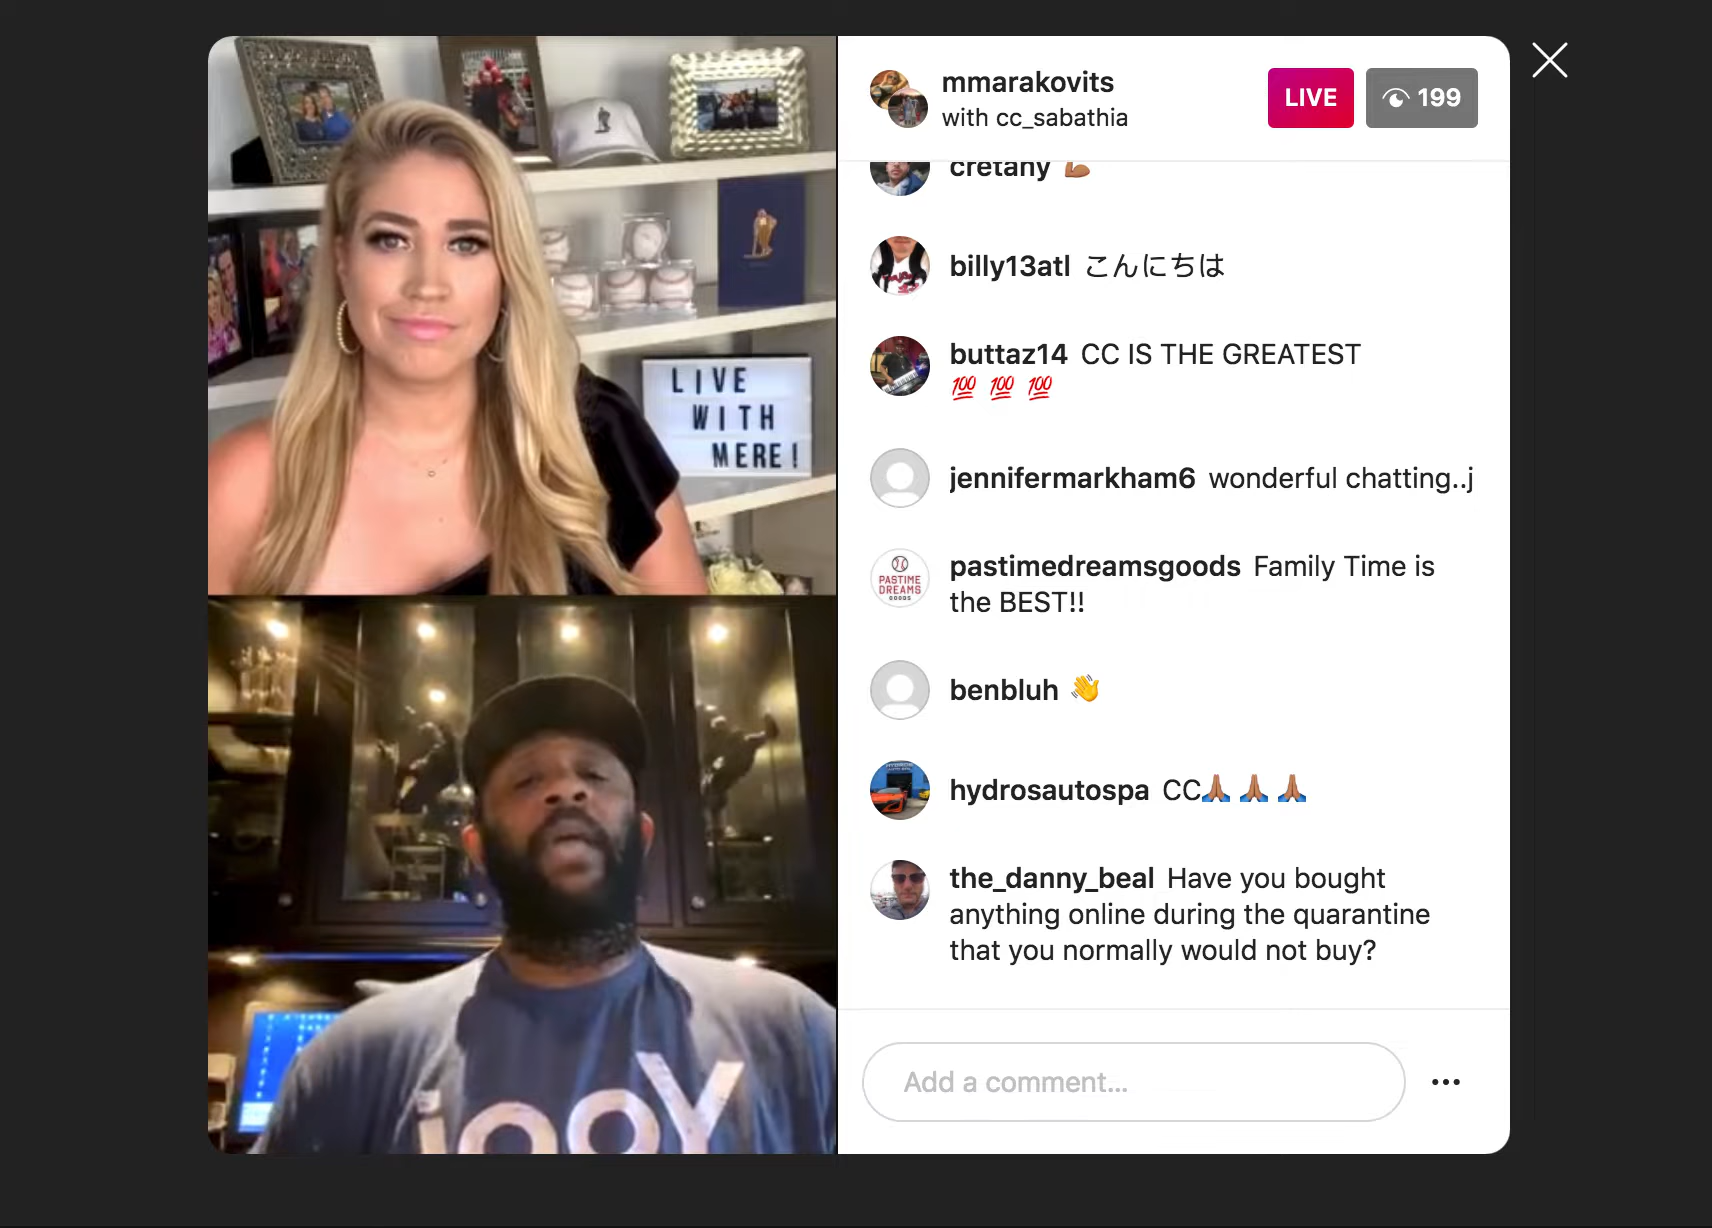 LIVE
WITH
MERE!
mmarakovits
with cc_sabathia
LIVE
199
cretany 💪🏾
billy13atl こんにちは
buttaz14 CC IS THE GREATEST
💯 💯 💯
jennifermarkham6 wonderful chatting..j
PASTIME
DREAMS
GOODS
pastimedreamsgoods Family Time is
the BEST!!
benbluh 👋
hydrosautospa CC🙏🏽 🙏🏽 🙏🏽
the_danny_beal Have you bought
anything online during the quarantine
that you normally would not buy?
Add a comment...